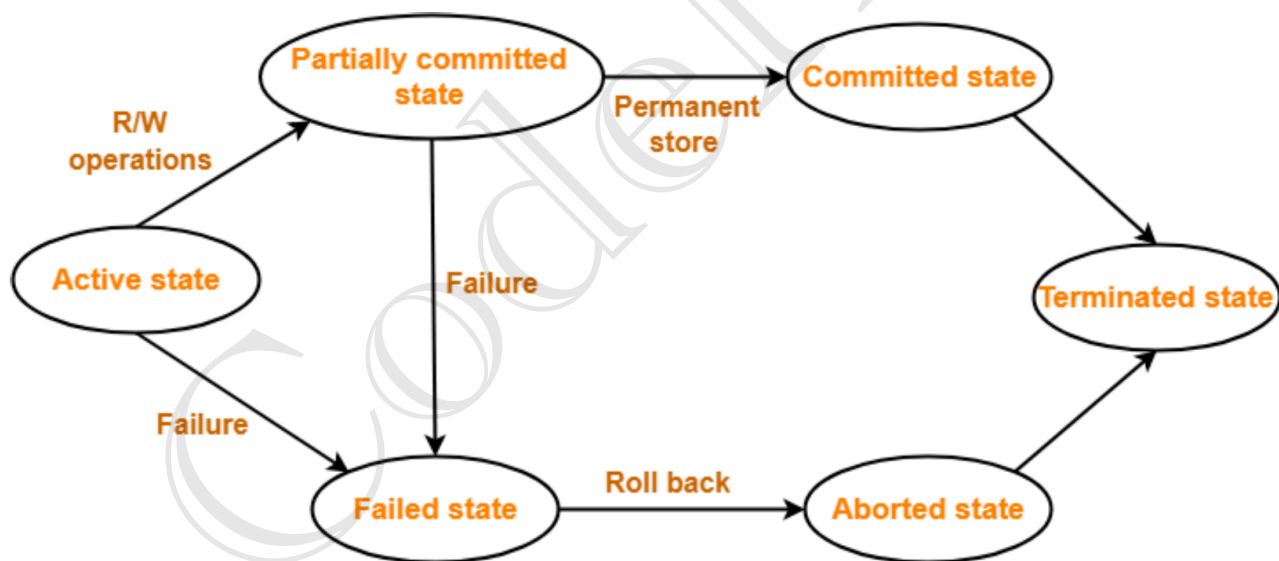 Partially committed
state
Committed state
Permanent
store
R/W
operations
Active state
Failure
Terminated state
Failure
Roll back
Failed state
Aborted state